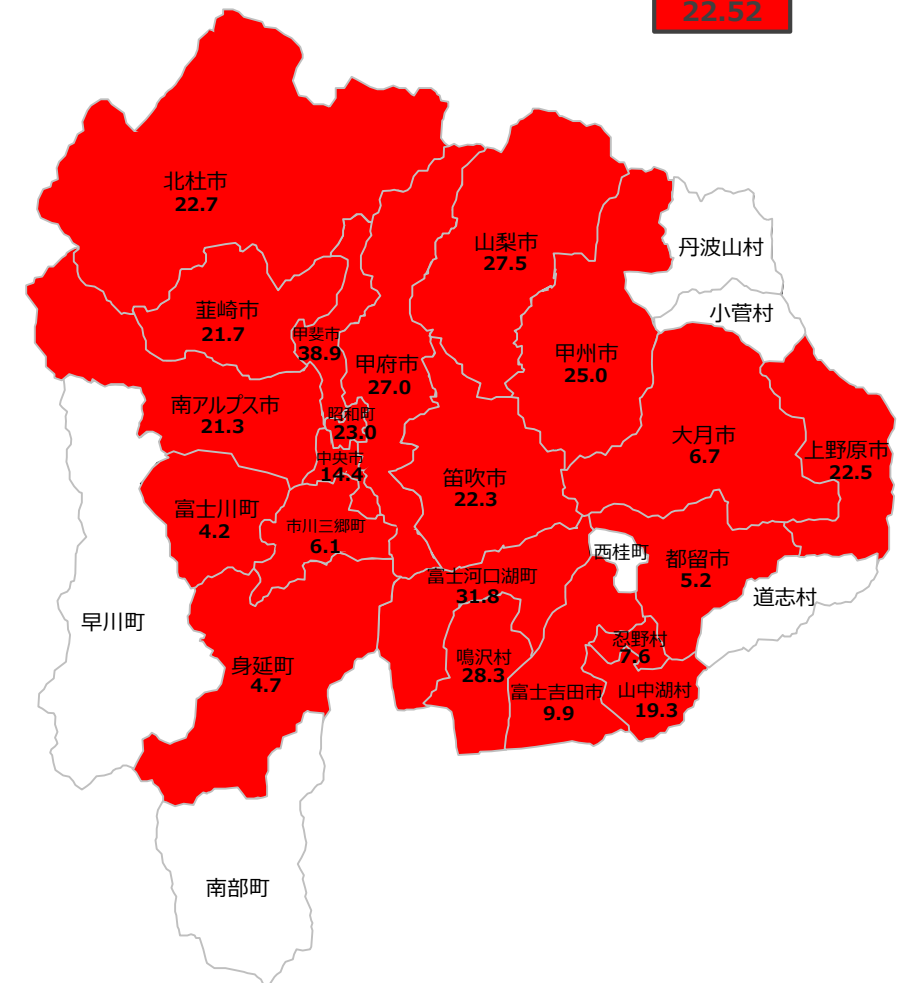 22.52
北杜市
22.7
山梨市
27.5
丹波山村
小菅村
韮崎市
21.7
甲斐市
38.9
甲府市
27.0
甲州市
25.0
南アルプス市
21.3
昭和町
23.0
大月市
6.7
上野原市
22.5
中央市
14.4
笛吹市
22.3
富士川町
4.2
市川三郷町
6.1
西桂町
都留市
5.2
富士河口湖町
31.8
道志村
早川町
忍野村
7.6
身延町
4.7
鳴沢村
28.3
富士吉田市
9.9
山中湖村
19.3
南部町